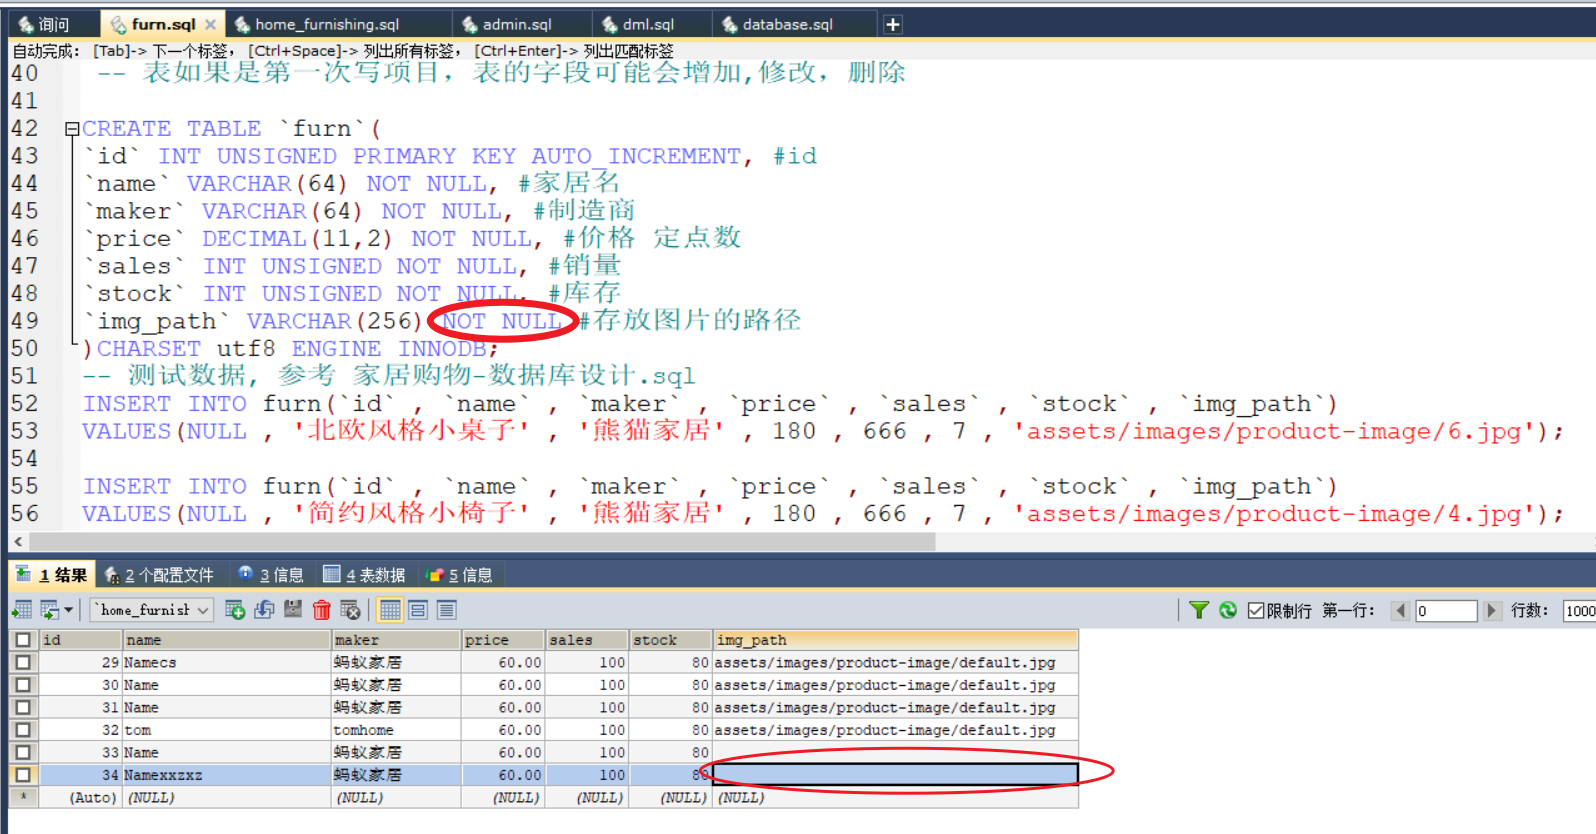 询问 furn.sql × home_furnishing.sql admin.sql dml.sql database.sql +
自动完成: [Tab]-> 下一个标签, [Ctrl+Space]-> 列出所有标签, [Ctrl+Enter]-> 列出匹配标签
40 -- 表如果是第一次写项目, 表的字段可能会增加,修改, 删除
41
42 CREATE TABLE `furn`(
43 `id` INT UNSIGNED PRIMARY KEY AUTO_INCREMENT, #id
44 `name` VARCHAR(64) NOT NULL, #家居名
45 `maker` VARCHAR(64) NOT NULL, #制造商
46 `price` DECIMAL(11,2) NOT NULL, #价格 定点数
47 `sales` INT UNSIGNED NOT NULL, #销量
48 `stock` INT UNSIGNED NOT NULL, #库存
49 `img_path` VARCHAR(256) NOT NULL #存放图片的路径
50 )CHARSET utf8 ENGINE INNODB;
51 -- 测试数据, 参考 家居购物-数据库设计.sql
52 INSERT INTO furn(`id` , `name` , `maker` , `price` , `sales` , `stock` , `img_path`)
53 VALUES(NULL , '北欧风格小桌子' , '熊猫家居' , 180 , 666 , 7 , 'assets/images/product-image/6.jpg');
54
55 INSERT INTO furn(`id` , `name` , `maker` , `price` , `sales` , `stock` , `img_path`)
56 VALUES(NULL , '简约风格小椅子' , '熊猫家居' , 180 , 666 , 7 , 'assets/images/product-image/4.jpg');
1 结果 2 个配置文件 3 信息 4 表数据 5 信息
`home_furnish 限制行 第一行: 0 行数: 1000
id name maker price sales stock img_path
29 Namecs 蚂蚁家居 60.00 100 80 assets/images/product-image/default.jpg
30 Name 蚂蚁家居 60.00 100 80 assets/images/product-image/default.jpg
31 Name 蚂蚁家居 60.00 100 80 assets/images/product-image/default.jpg
32 tom tomhome 60.00 100 80 assets/images/product-image/default.jpg
33 Name 蚂蚁家居 60.00 100 80
34 Namexxzxz 蚂蚁家居 60.00 100 80
* (Auto) (NULL) (NULL) (NULL) (NULL) (NULL) (NULL)